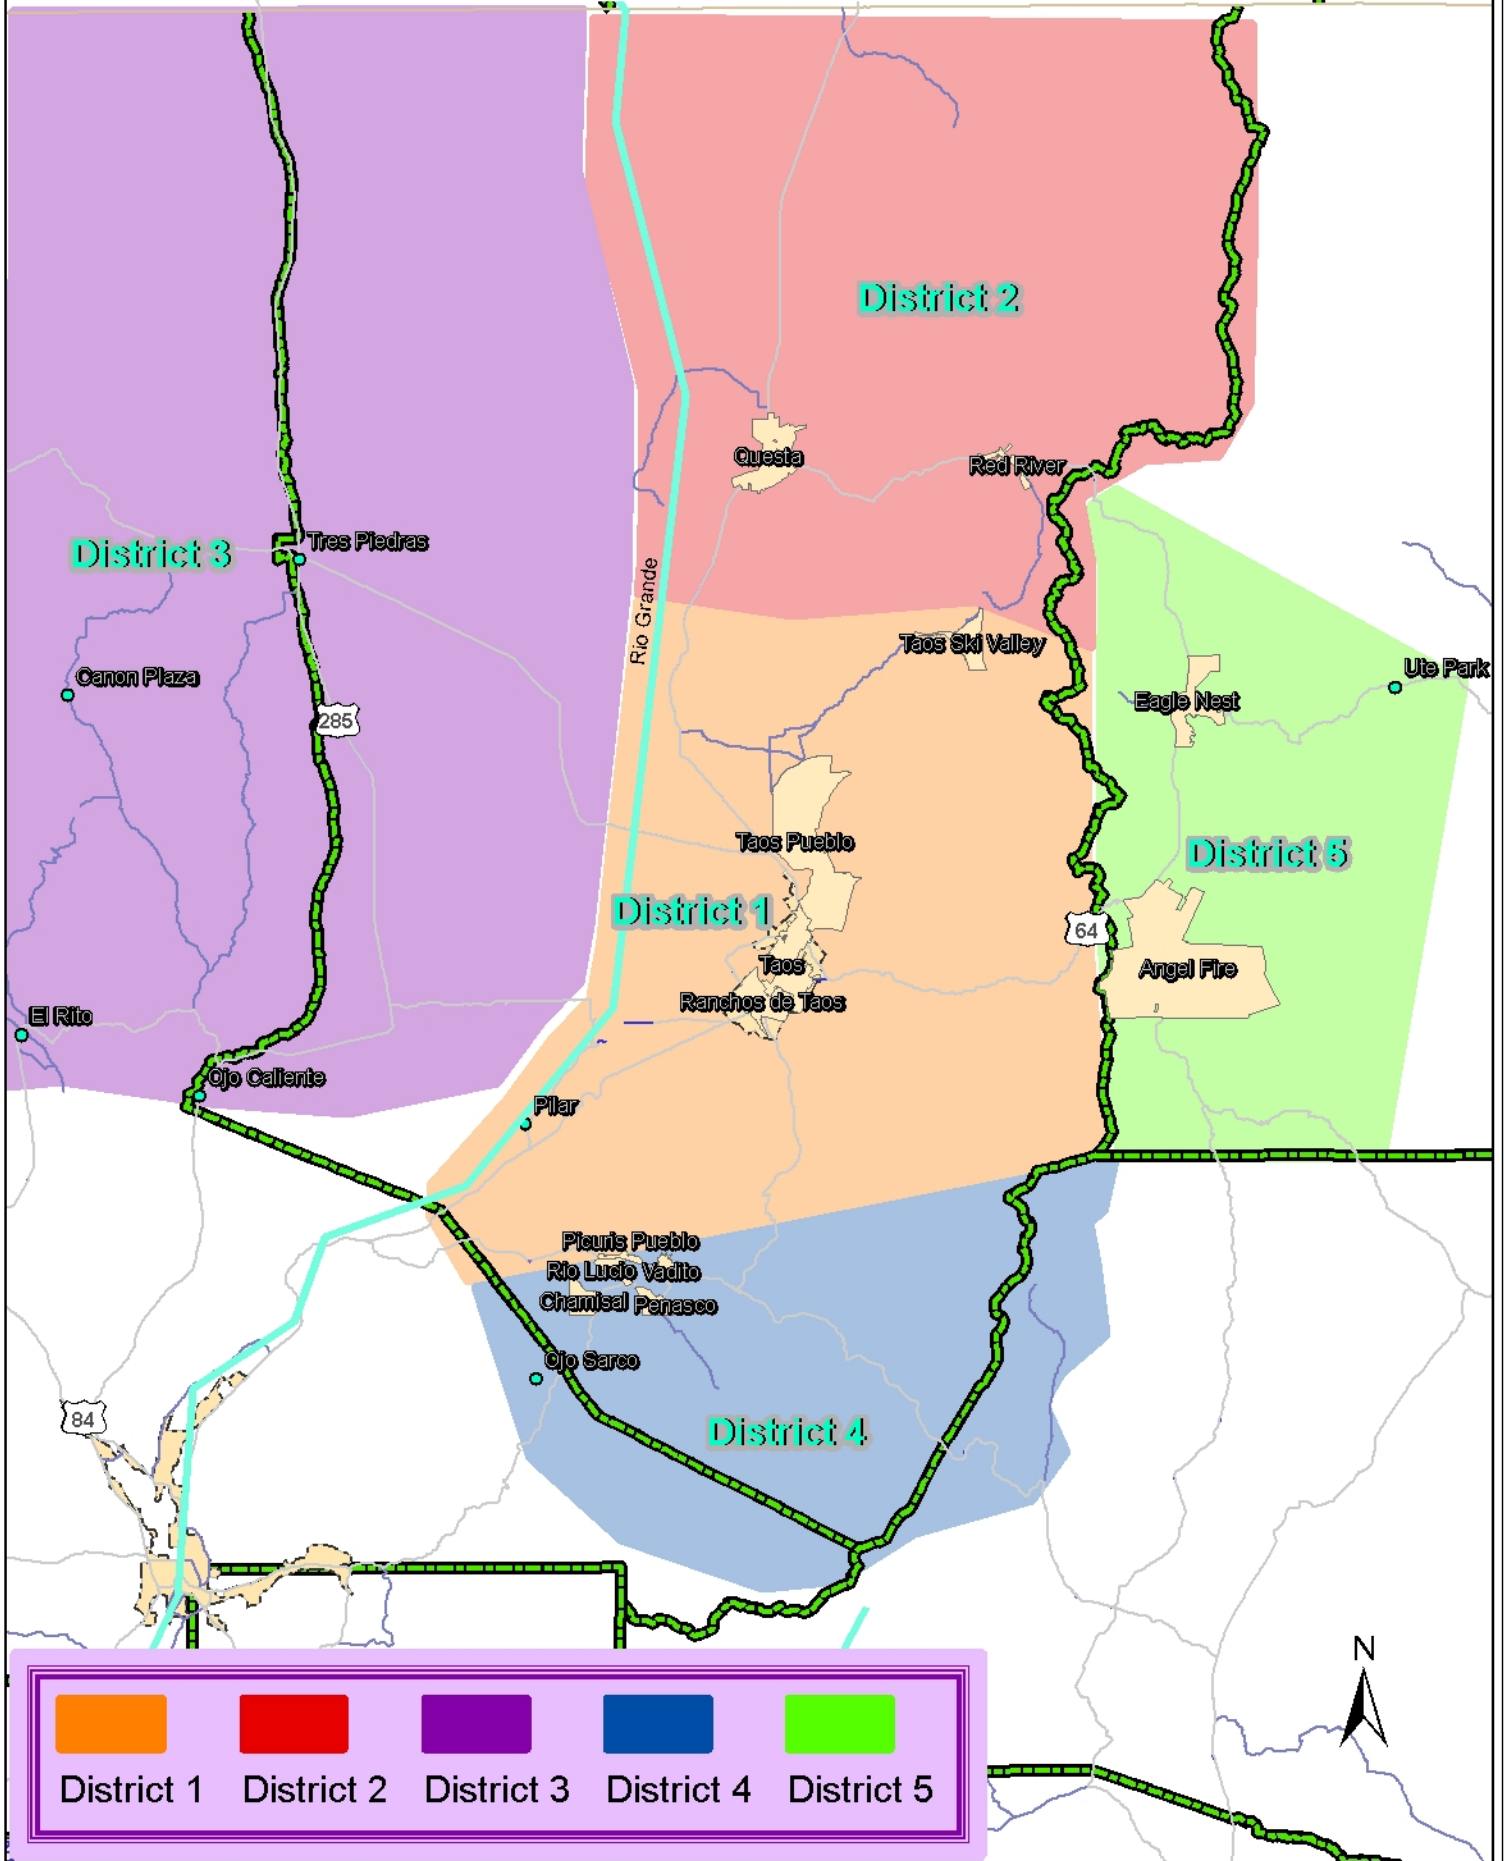 District 2
Questa
Red River
District 3
Tres Piedras
Rio Grande
Taos Ski Valley
Canon Plaza
Ute Park
Eagle Nest
285
Taos Pueblo
District 5
District 1
64
Taos
Angel Fire
Ranchos de Taos
El Rito
Ojo Caliente
Pilar
Picuris Pueblo
Rio Lucio Vadito
Chamisal Penasco
Ojo Sarco
84
District 4
N
District 1 District 2 District 3 District 4 District 5